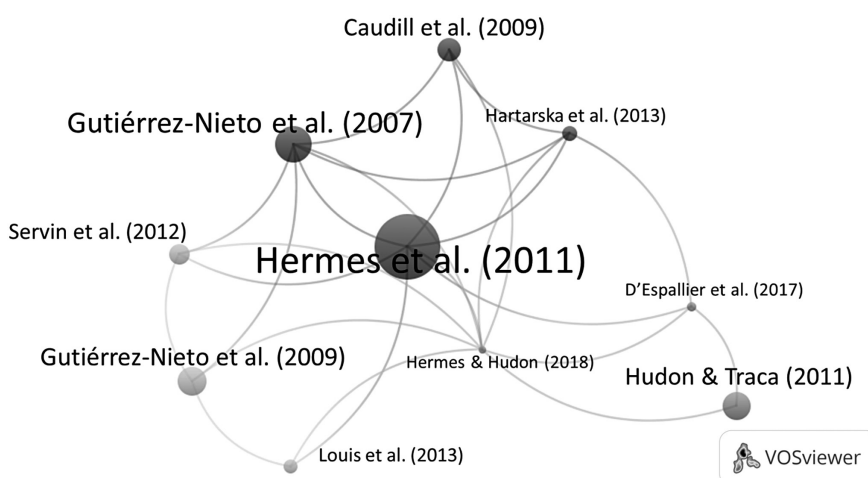 Caudill et al. (2009)
Hartarska et al. (2013)
Gutiérrez-Nieto et al. (2007)
Servin et al. (2012)
Hermes et al. (2011)
D'Espallier et al. (2017)
Gutiérrez-Nieto et al. (2009)
Hermes & Hudon (2018)
Hudon & Traca (2011)
Louis et al. (2013)
VOSviewer